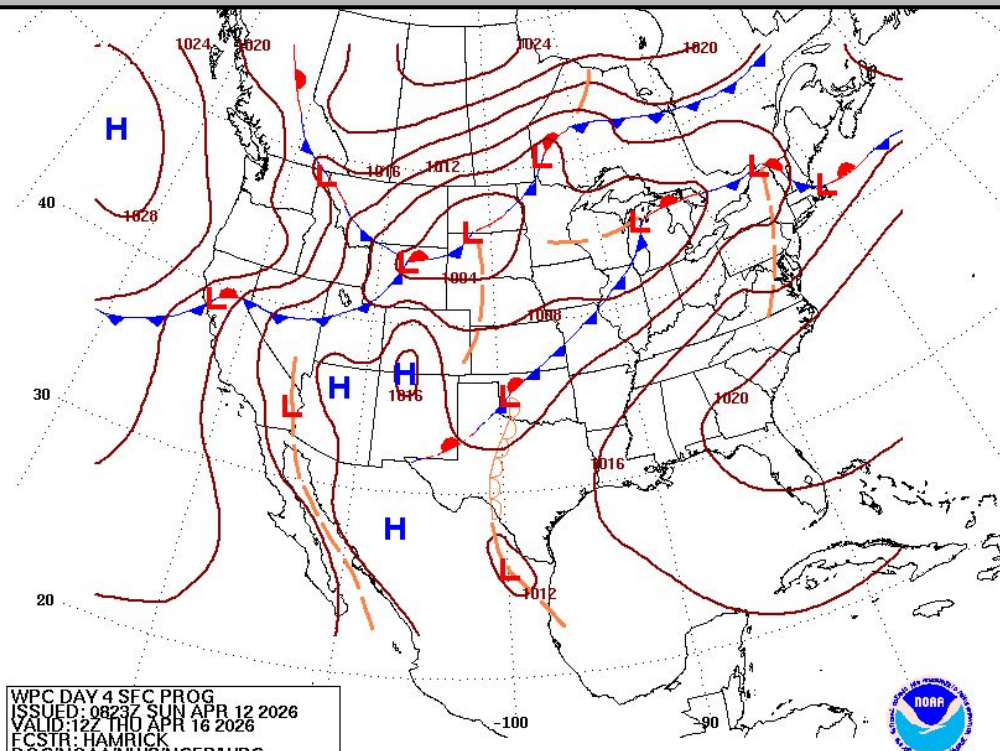 1024
1020
1024
1020
H
L
L
1016
1012
L
L
40
1028
L
L
L
L
1004
L
1008
H
H
1016
30
L
L
1020
1016
H
L
1012
20
-100
-90
WPC DAY 4 SFC PROG
ISSUED: 0823Z SUN APR 12 2026
VALID:12Z THU APR 16 2026
FCSTR: HAMRICK
NOAA